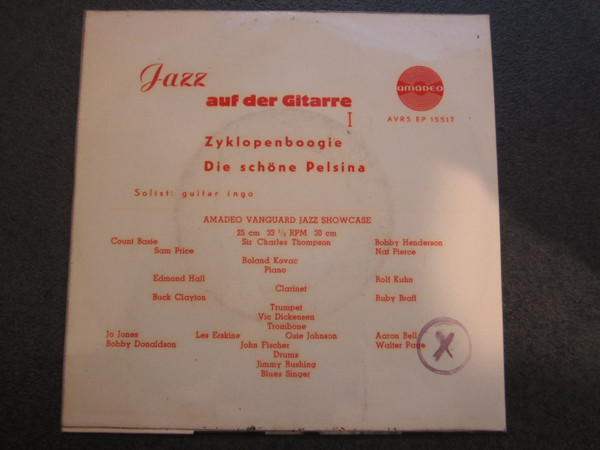 Jazz
auf der Gitarre
I
amadeo
AVRS EP 15517
Zyklopenboogie
Die schöne Pelsina
Solist: guitar ingo
AMADEO VANGUARD JAZZ SHOWCASE
25 cm 33 ⅓ RPM 30 cm
Count Basie Sir Charles Thompson Bobby Henderson
Sam Price Nat Pierce
Roland Kovac
Piano
Edmond Hall Rolf Kuhn
Clarinet
Buck Clayton Ruby Braff
Trumpet
Vic Dickensen
Trombone
Jo Jones Les Erskine Osie Johnson Aaron Bell
Bobby Donaldson John Fischer Walter Page
Drums
Jimmy Rushing
Blues Singer
X